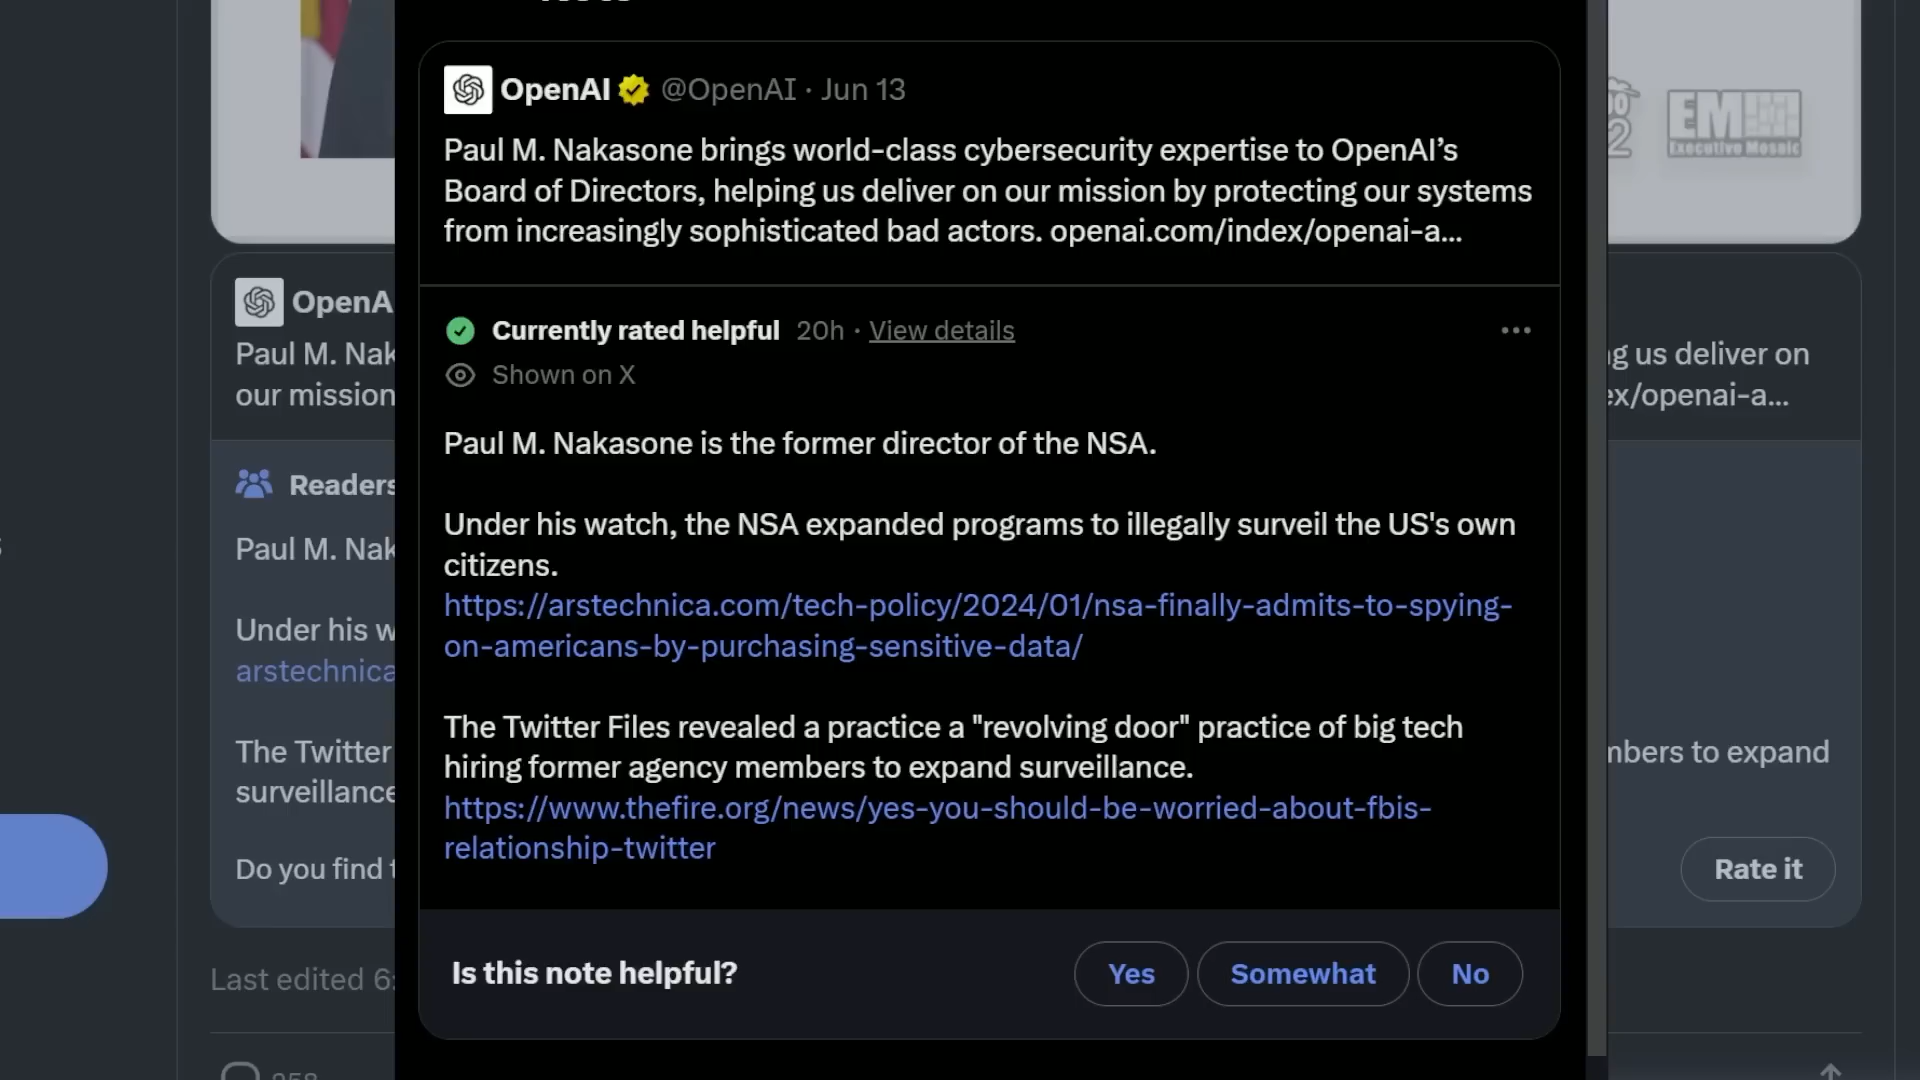 OpenAI @OpenAI · Jun 13
Paul M. Nakasone brings world-class cybersecurity expertise to OpenAI’s
Board of Directors, helping us deliver on our mission by protecting our systems
from increasingly sophisticated bad actors. openai.com/index/openai-a...
Currently rated helpful 20h · View details
Shown on X
Paul M. Nakasone is the former director of the NSA.
Under his watch, the NSA expanded programs to illegally surveil the US's own
citizens.
https://arstechnica.com/tech-policy/2024/01/nsa-finally-admits-to-spying-
on-americans-by-purchasing-sensitive-data/
The Twitter Files revealed a practice a "revolving door" practice of big tech
hiring former agency members to expand surveillance.
https://www.thefire.org/news/yes-you-should-be-worried-about-fbis-
relationship-twitter
Is this note helpful?
Yes Somewhat No
OpenA
Paul M. Nak
our mission
Readers
Paul M. Nak
Under his w
arstechnica
The Twitter
surveillance
Do you find t
Last edited 6:
EM
Executive Mosaic
g us deliver on
ex/openai-a...
mbers to expand
Rate it